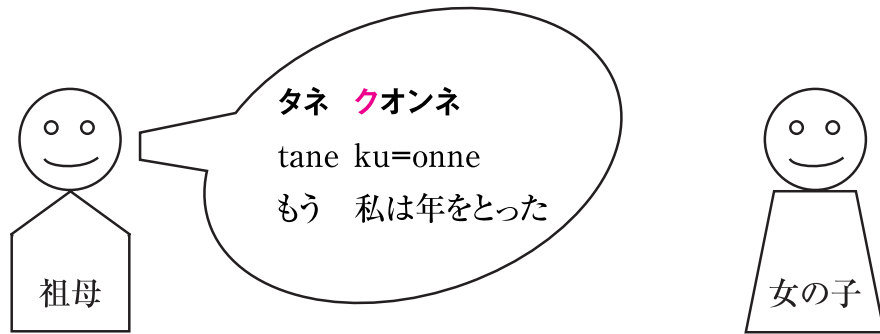 タネ クオンネ
tane ku=onne
もう 私は年をとった
祖母
女の子